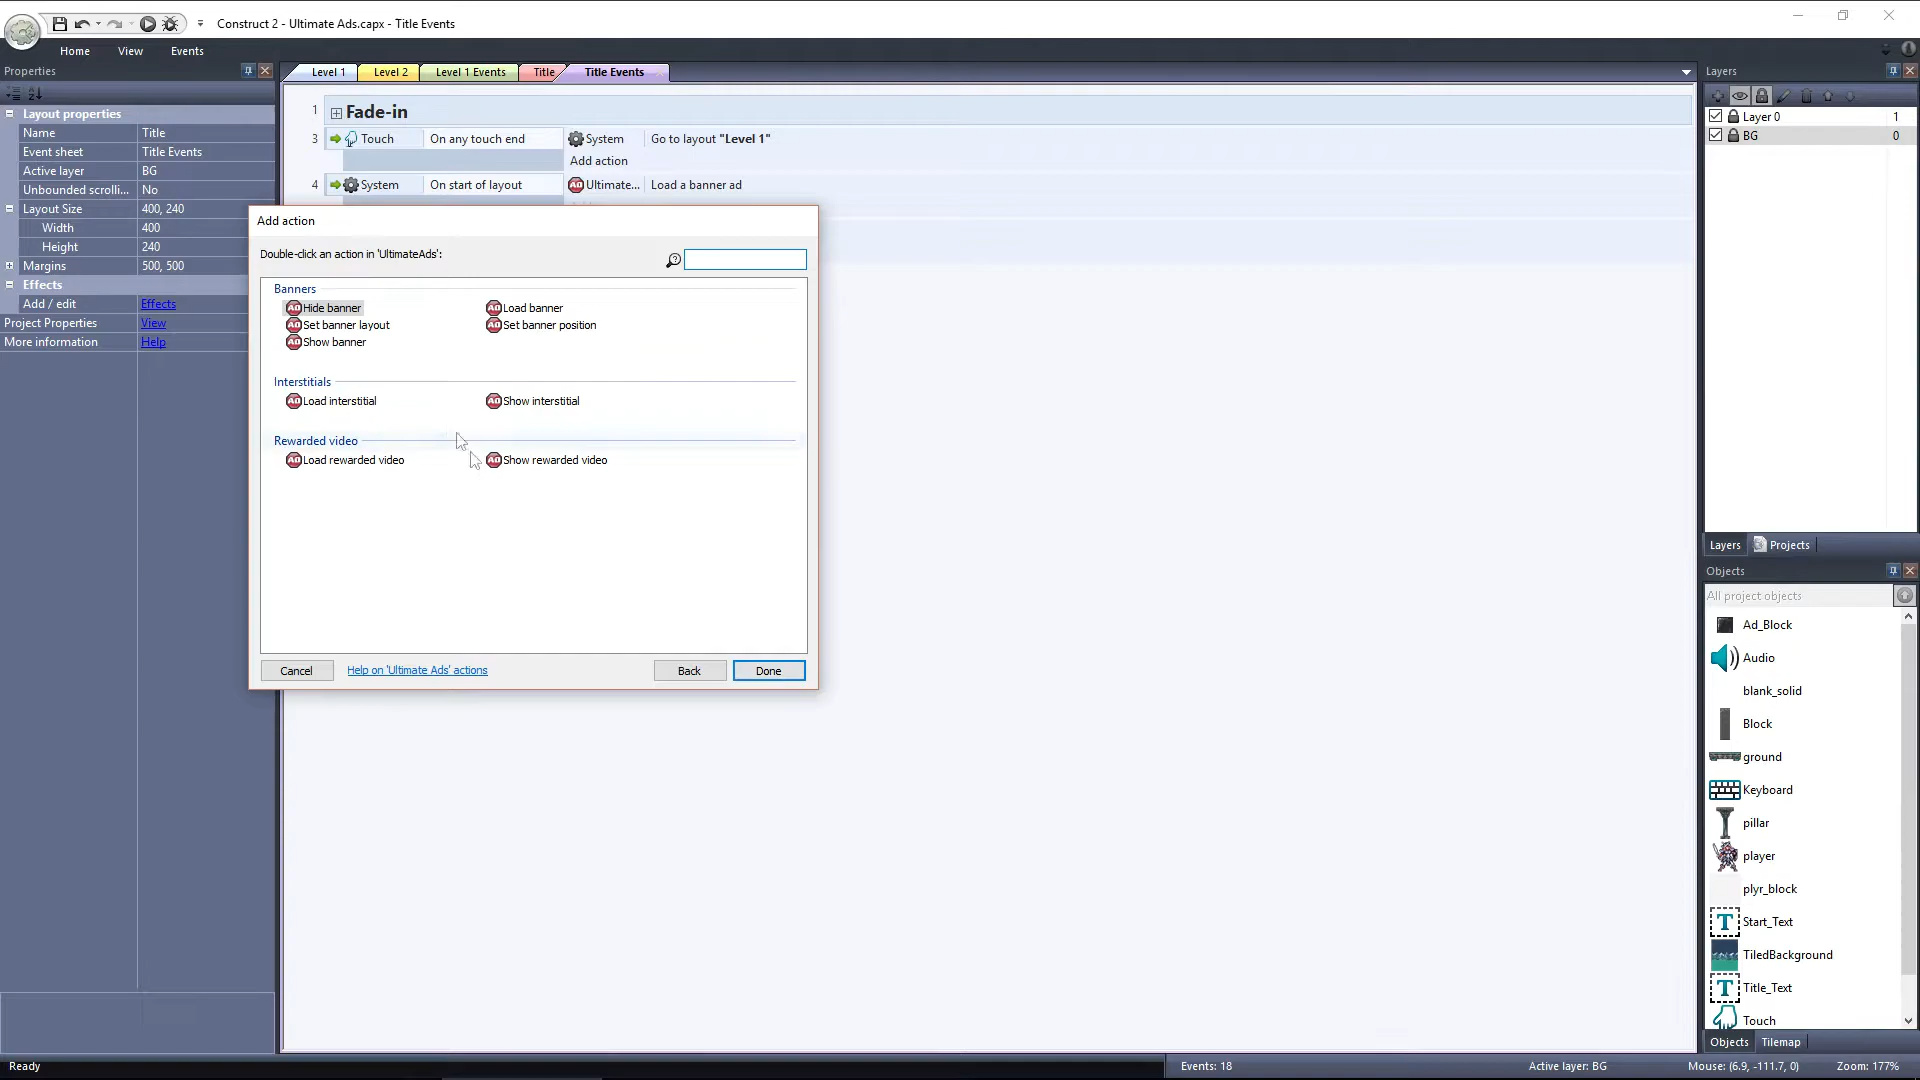 Construct 2 - Ultimate Ads.capx - Title Events
Home View Events
Properties
Layout properties
Name Title
Event sheet Title Events
Active layer BG
Unbounded scrolli... No
Layout Size 400, 240
Width 400
Height 240
Margins 500, 500
Effects
Add / edit Effects
Project Properties View
More information Help
Level 1 Level 2 Level 1 Events Title Title Events
1 Fade-in
3 Touch On any touch end System Go to layout "Level 1"
Add action
4 System On start of layout Ultimate... Load a banner ad
Add action
Double-click an action in 'UltimateAds':
Banners
Hide banner Load banner
Set banner layout Set banner position
Show banner
Interstitials
Load interstitial Show interstitial
Rewarded video
Load rewarded video Show rewarded video
Cancel Help on 'Ultimate Ads' actions Back Done
Layers
Layer 0 1
BG 0
Layers Projects
Objects
All project objects
Ad_Block
Audio
blank_solid
Block
ground
Keyboard
pillar
player
plyr_block
Start_Text
TiledBackground
Title_Text
Touch
Objects Tilemap
Ready Events: 18 Active layer: BG Mouse: (6.9, -111.7, 0) Zoom: 177%